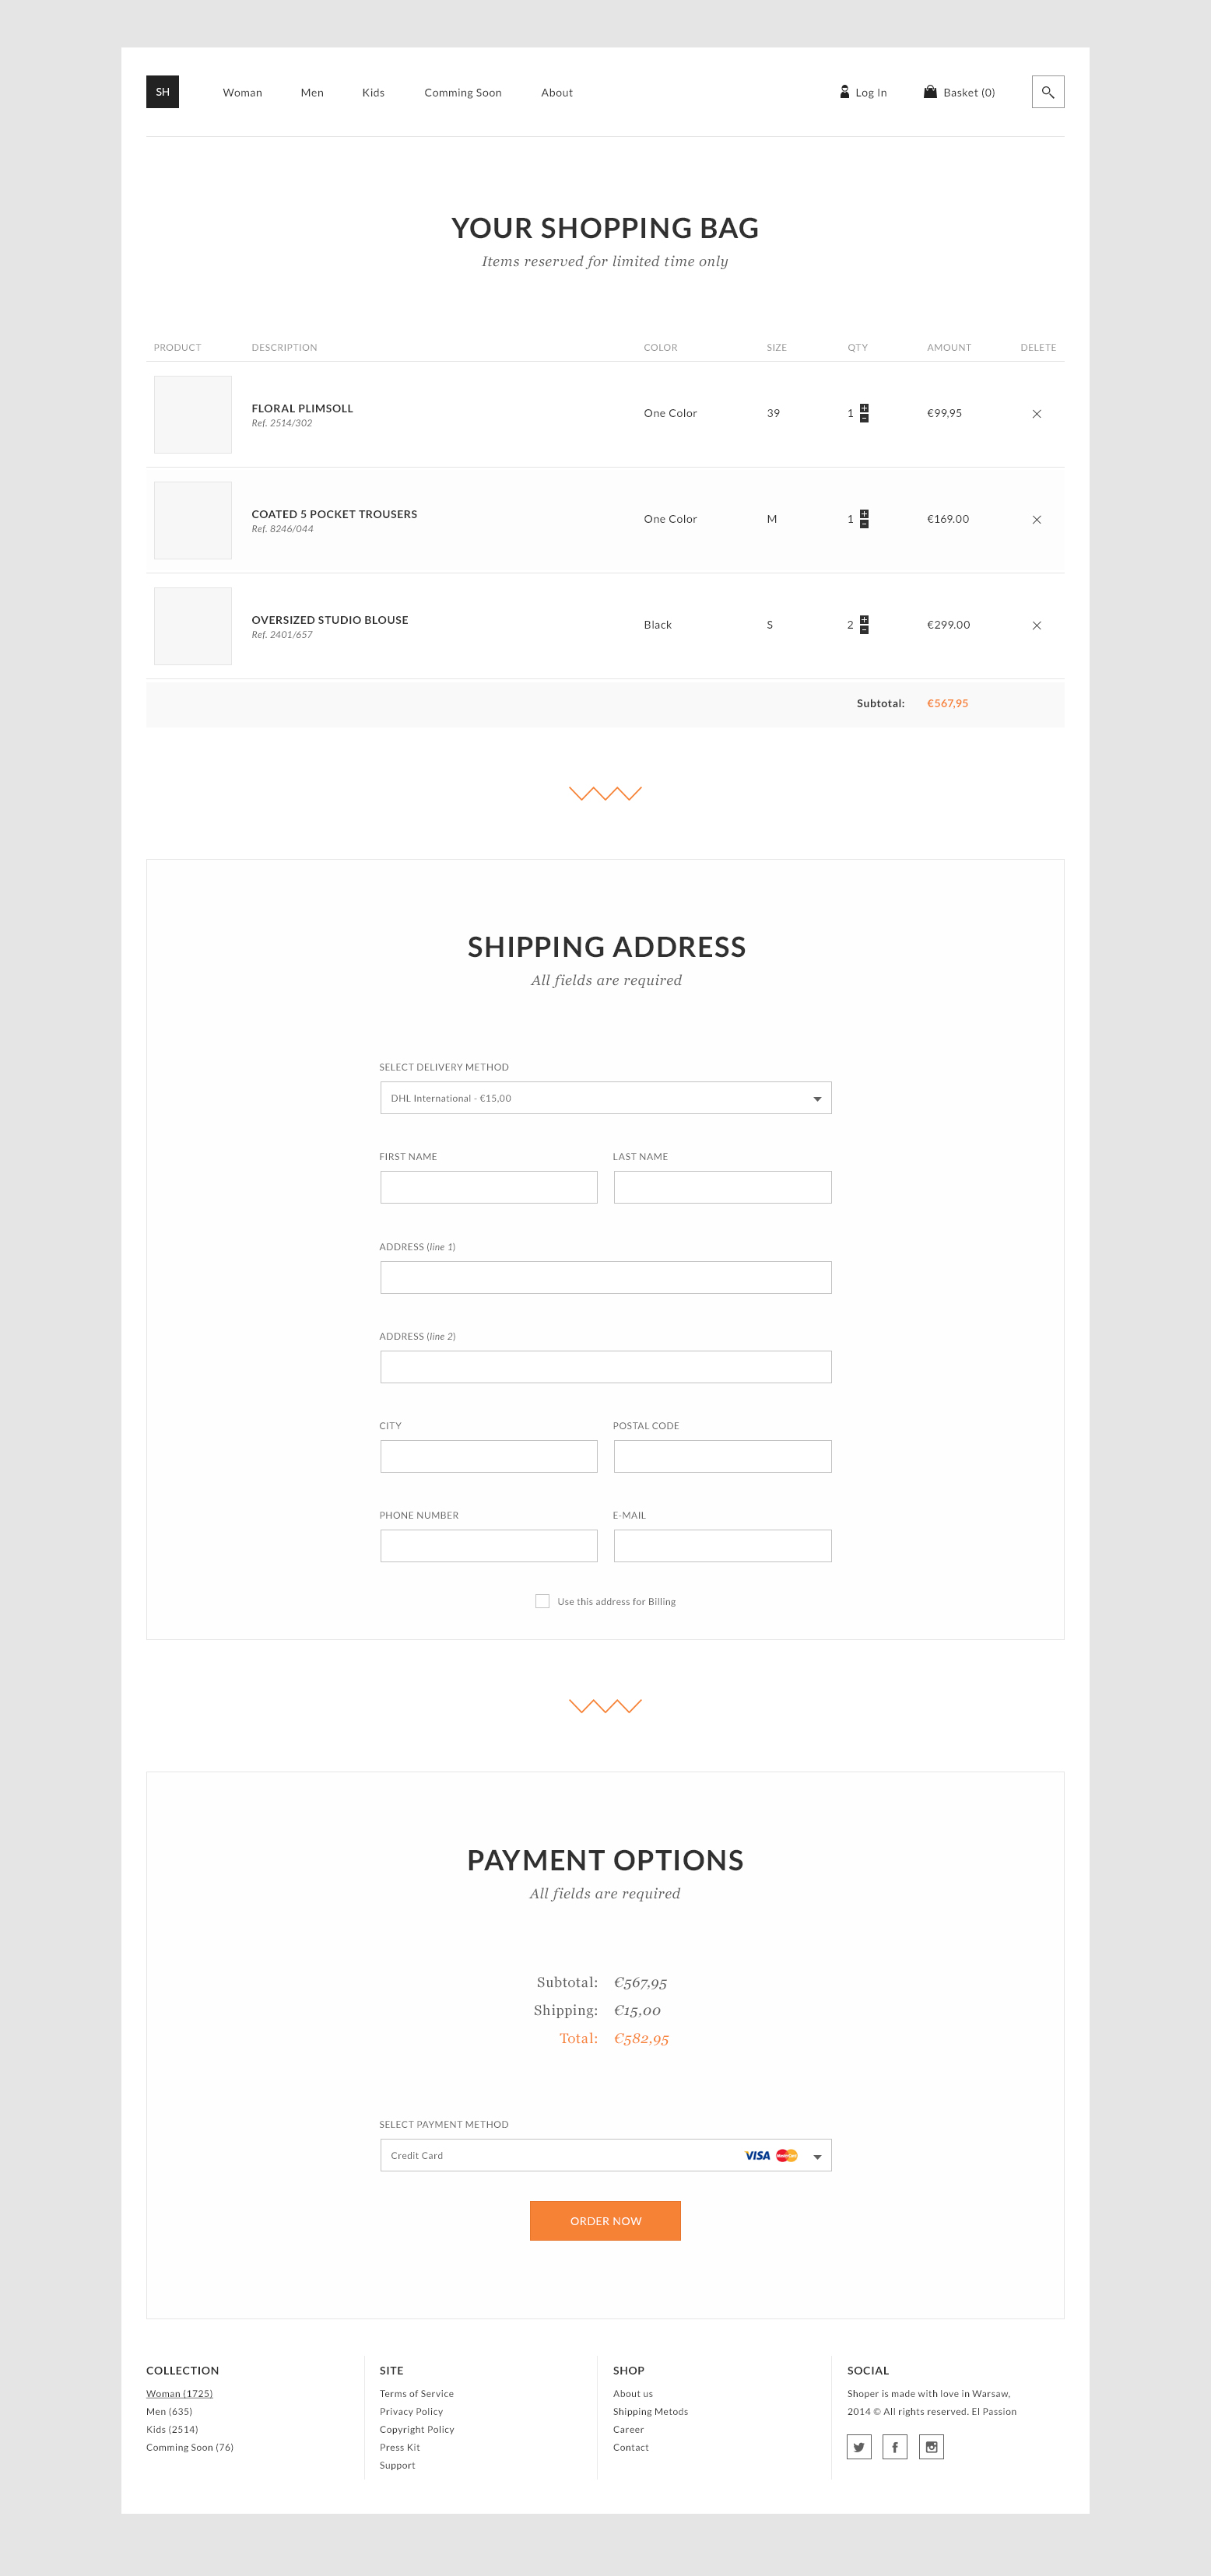 SH Woman Men Kids Comming Soon About Log In Basket (0)
YOUR SHOPPING BAG
Items reserved for limited time only
PRODUCT DESCRIPTION COLOR SIZE QTY AMOUNT DELETE
FLORAL PLIMSOLL
Ref. 2514/302
One Color 39 1 €99,95
COATED 5 POCKET TROUSERS
Ref. 8246/044
One Color M 1 €169.00
OVERSIZED STUDIO BLOUSE
Ref. 2401/657
Black S 2 €299.00
Subtotal: €567,95
SHIPPING ADDRESS
All fields are required
SELECT DELIVERY METHOD
DHL International - €15,00
FIRST NAME LAST NAME
ADDRESS (line 1)
ADDRESS (line 2)
CITY POSTAL CODE
PHONE NUMBER E-MAIL
Use this address for Billing
PAYMENT OPTIONS
All fields are required
Subtotal: €567,95
Shipping: €15,00
Total: €582,95
SELECT PAYMENT METHOD
Credit Card VISA
ORDER NOW
COLLECTION
Woman (1725)
Men (635)
Kids (2514)
Comming Soon (76)
SITE
Terms of Service
Privacy Policy
Copyright Policy
Press Kit
Support
SHOP
About us
Shipping Metods
Career
Contact
SOCIAL
Shoper is made with love in Warsaw,
2014 © All rights reserved. El Passion